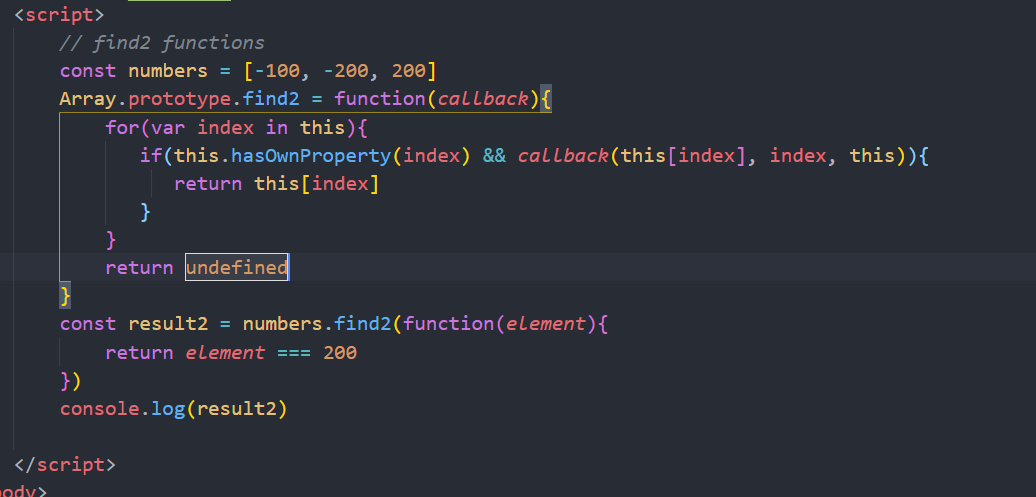 <script>
// find2 functions
const numbers = [-100, -200, 200]
Array.prototype.find2 = function(callback){
for(var index in this){
if(this.hasOwnProperty(index) && callback(this[index], index, this)){
return this[index]
}
}
return undefined
}
const result2 = numbers.find2(function(element){
return element === 200
})
console.log(result2)
</script>
ody>